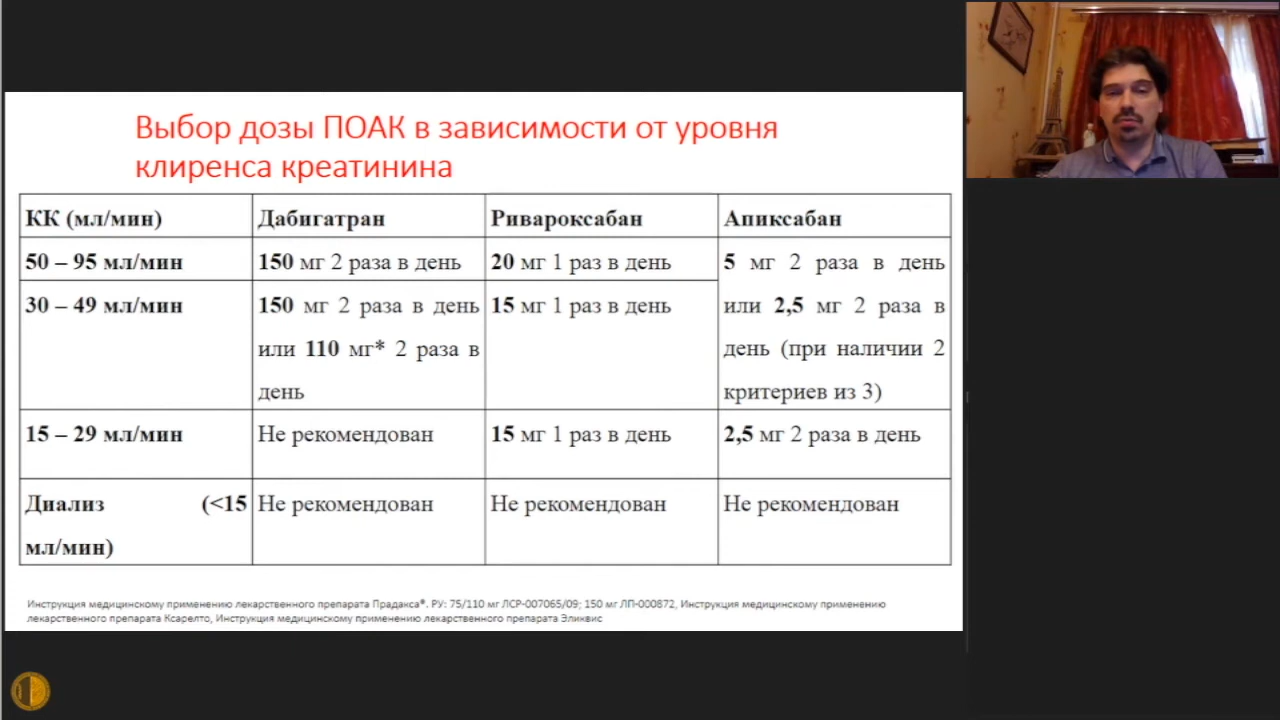 Выбор дозы ПОАК в зависимости от уровня
клиренса креатинина
КК (мл/мин)
Дабигатран
Ривароксабан
Апиксабан
50 – 95 мл/мин
150 мг 2 раза в день
20 мг 1 раз в день
5 мг 2 раза в день
или 2,5 мг 2 раза в
день (при наличии 2
критериев из 3)
30 – 49 мл/мин
150 мг 2 раза в день
или 110 мг* 2 раза в
день
15 мг 1 раз в день
15 – 29 мл/мин
Не рекомендован
15 мг 1 раз в день
2,5 мг 2 раза в день
Диализ (<15
мл/мин)
Не рекомендован
Не рекомендован
Не рекомендован
Инструкция медицинскому применению лекарственного препарата Прадакса®. РУ: 75/110 мг ЛСР-007065/09; 150 мг ЛП-000872, Инструкция медицинскому применению
лекарственного препарата Ксарелто, Инструкция медицинскому применению лекарственного препарата Эликвис